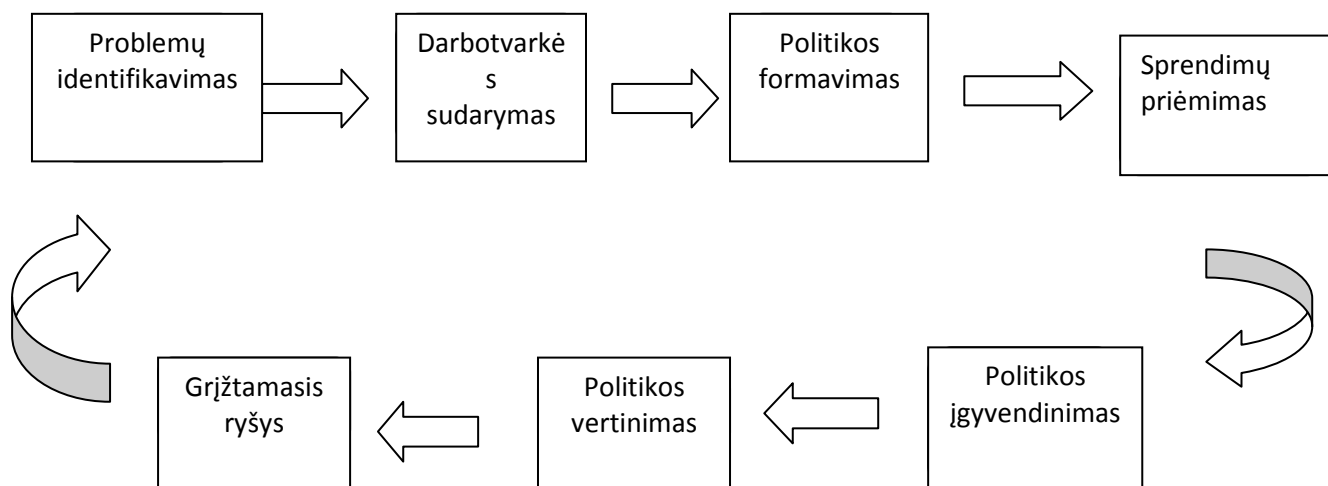 Problemų
identifikavimas
Darbotvarkė
s
sudarymas
Politikos
formavimas
Sprendimų
priėmimas
Politikos
įgyvendinimas
Politikos
vertinimas
Grįžtamasis
ryšys